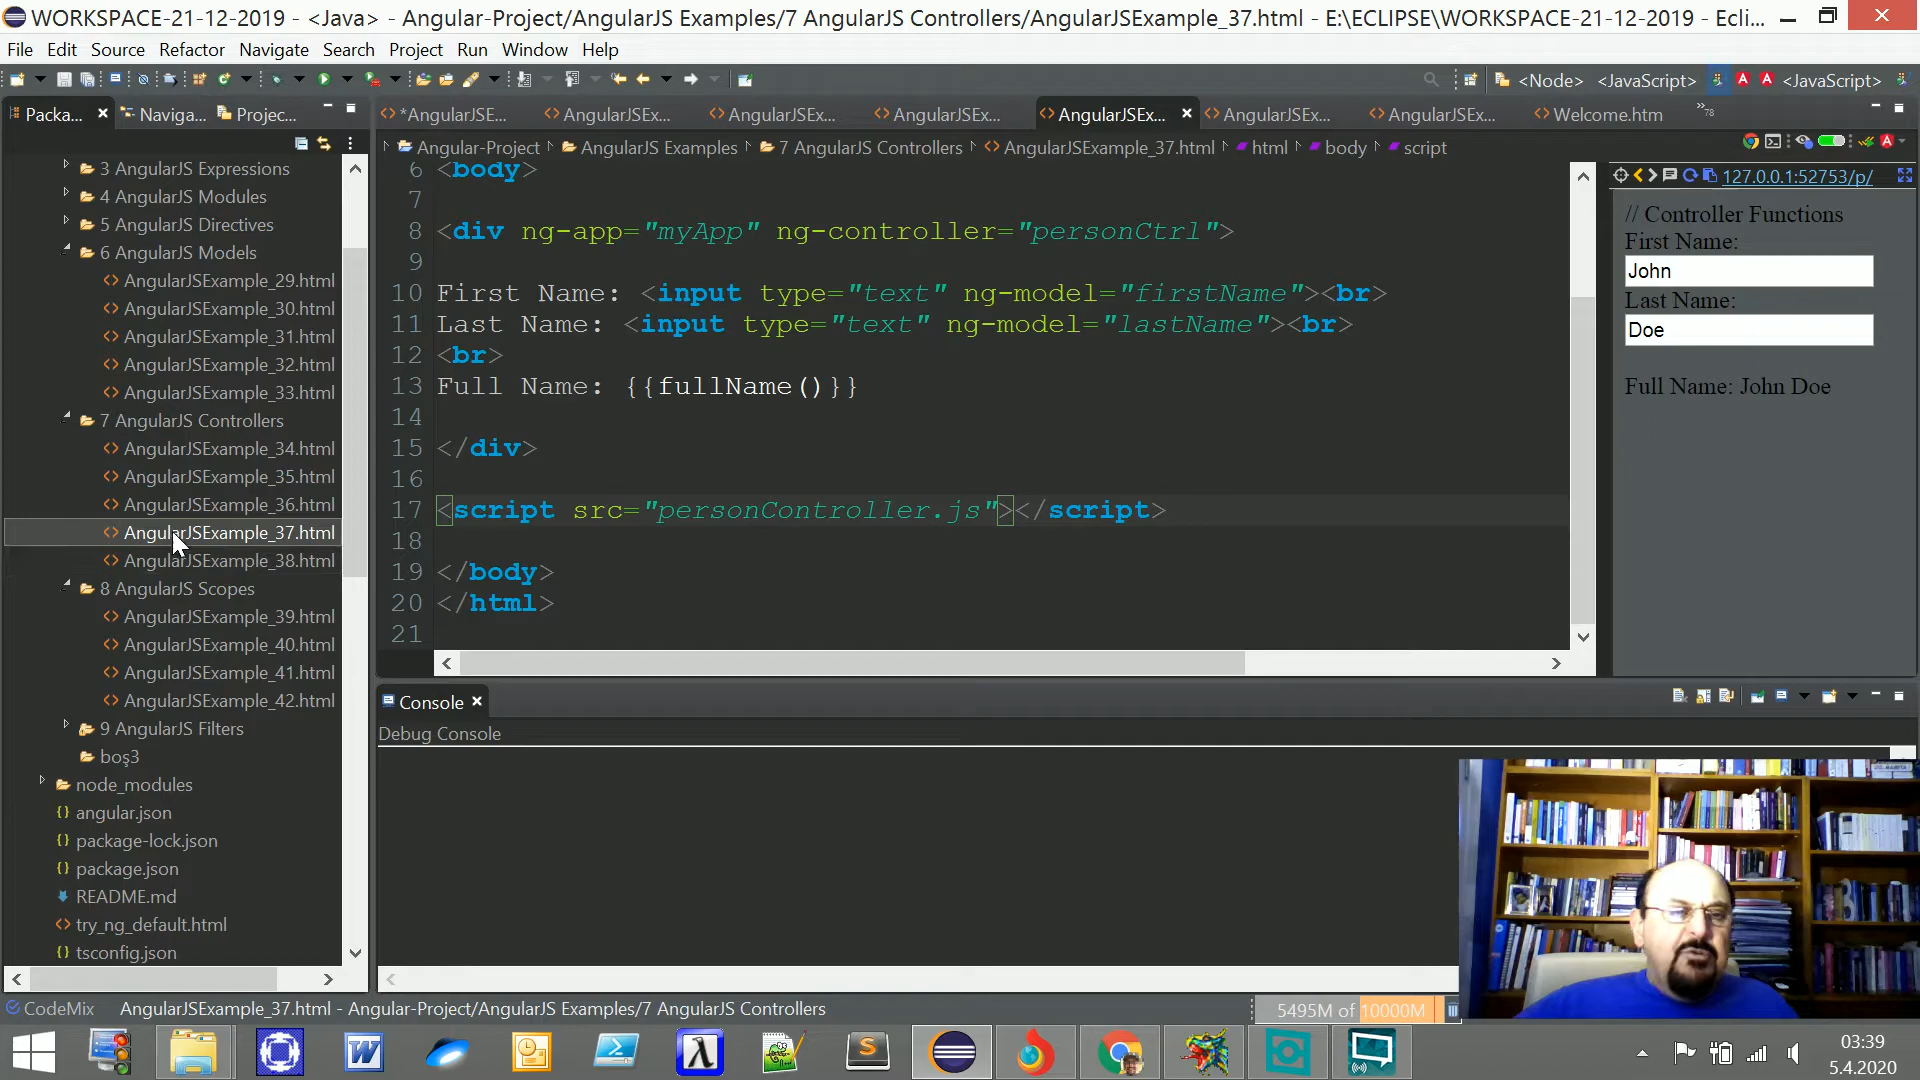 WORKSPACE-21-12-2019 - <Java> - Angular-Project/AngularJS Examples/7 AngularJS Controllers/AngularJSExample_37.html - E:\ECLIPSE\WORKSPACE-21-12-2019 - Ecli...
File Edit Source Refactor Navigate Search Project Run Window Help
<Node> <JavaScript> <JavaScript>
Packa... Naviga... Projec...
*AngularJSE... AngularJSEx... AngularJSEx... AngularJSEx... AngularJSEx... AngularJSEx... AngularJSEx... Welcome.htm »78
Angular-Project AngularJS Examples 7 AngularJS Controllers AngularJSExample_37.html html body script
3 AngularJS Expressions
4 AngularJS Modules
5 AngularJS Directives
6 AngularJS Models
AngularJSExample_29.html
AngularJSExample_30.html
AngularJSExample_31.html
AngularJSExample_32.html
AngularJSExample_33.html
7 AngularJS Controllers
AngularJSExample_34.html
AngularJSExample_35.html
AngularJSExample_36.html
AngularJSExample_37.html
AngularJSExample_38.html
8 AngularJS Scopes
AngularJSExample_39.html
AngularJSExample_40.html
AngularJSExample_41.html
AngularJSExample_42.html
9 AngularJS Filters
boş3
node_modules
angular.json
package-lock.json
package.json
README.md
try_ng_default.html
tsconfig.json
6 <body>
7
8 <div ng-app="myApp" ng-controller="personCtrl">
9
10 First Name: <input type="text" ng-model="firstName"><br>
11 Last Name: <input type="text" ng-model="lastName"><br>
12 <br>
13 Full Name: {{fullName()}}
14
15 </div>
16
17 <script src="personController.js"></script>
18
19 </body>
20 </html>
21
127.0.0.1:52753/p/
// Controller Functions
First Name:
John
Last Name:
Doe
Full Name: John Doe
Console
Debug Console
CodeMix AngularJSExample_37.html - Angular-Project/AngularJS Examples/7 AngularJS Controllers 5495M of 10000M
03:39
5.4.2020